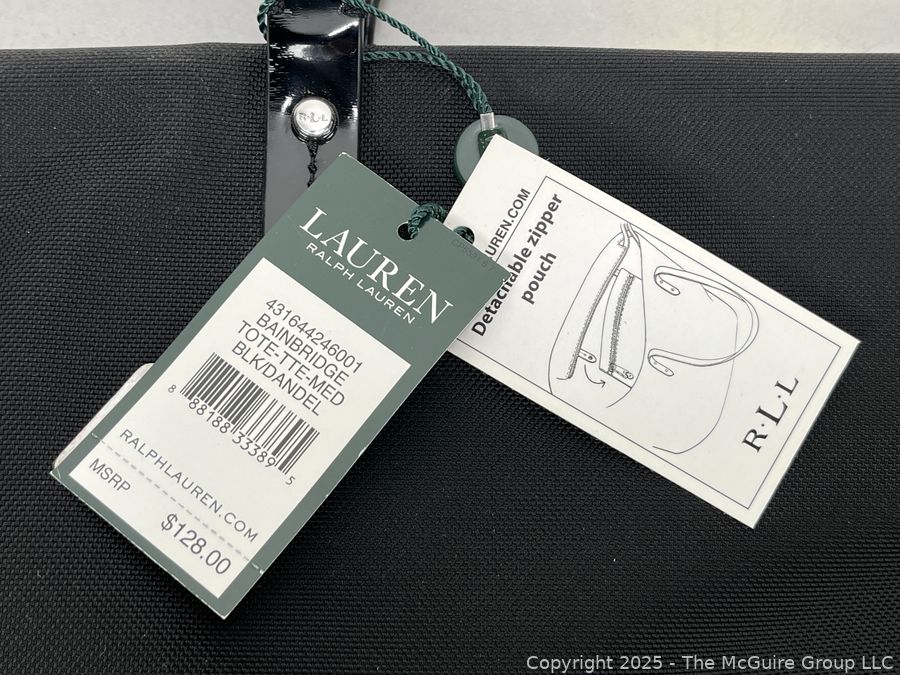 R·L·L
LAUREN
RALPH LAUREN
431644246001
BAINBRIDGE
TOTE-TTE-MED
BLK/DANDEL
8 88188 33389 5
RALPHLAUREN.COM
MSRP
$128.00
UREN.COM
Detachable zipper
pouch
R·L·L
Copyright 2025 - The McGuire Group LLC